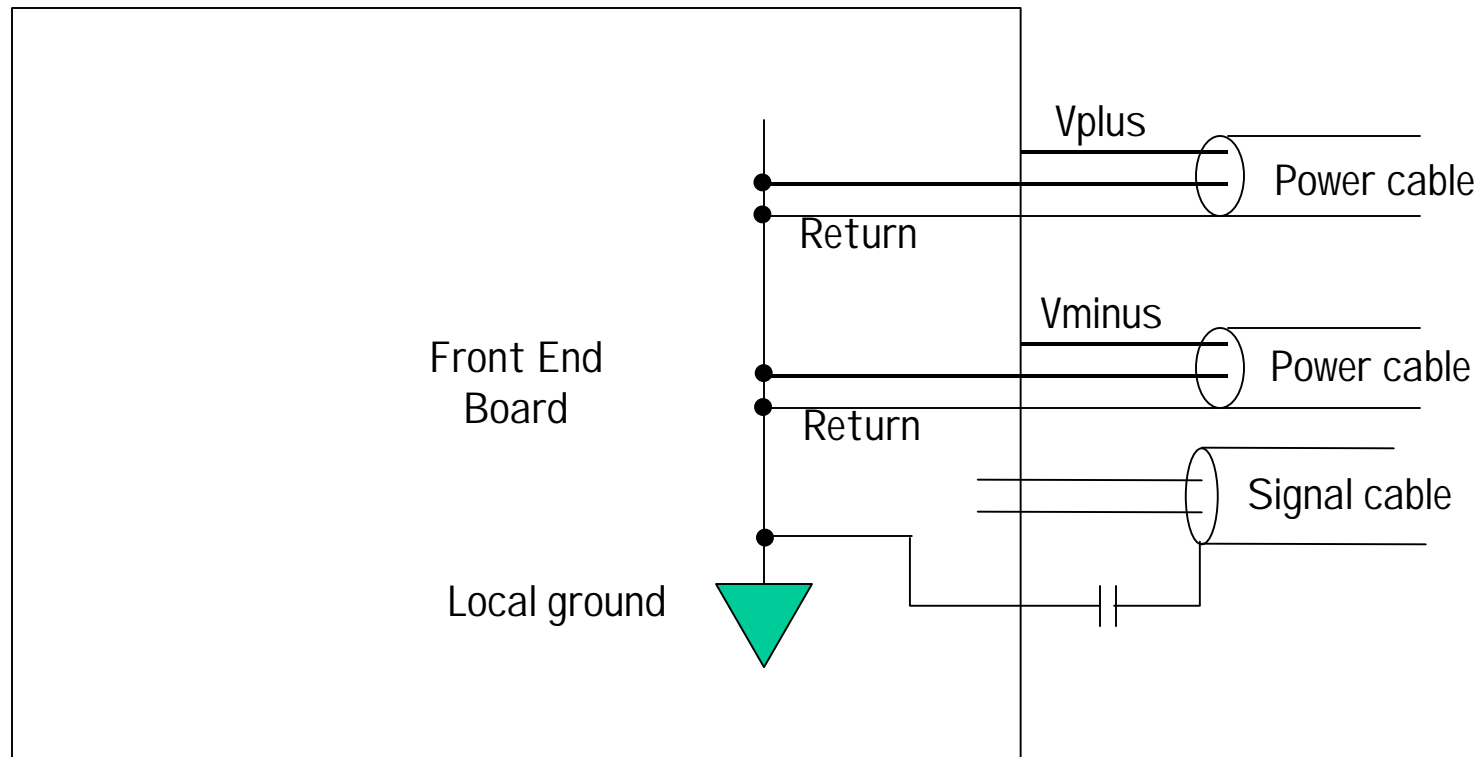 Vplus
Power cable
Return
Vminus
Front End
Board
Power cable
Return
Signal cable
Local ground